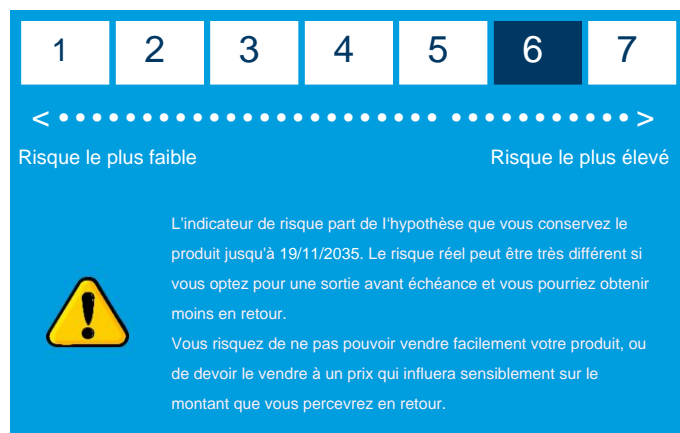 1 2 3 4 5 6 7
< >
Risque le plus faible Risque le plus élevé
L'indicateur de risque part de l‘hypothèse que vous conservez le
produit jusqu'à 19/11/2035. Le risque réel peut être très différent si
vous optez pour une sortie avant échéance et vous pourriez obtenir
moins en retour.
Vous risquez de ne pas pouvoir vendre facilement votre produit, ou
de devoir le vendre à un prix qui influera sensiblement sur le
montant que vous percevrez en retour.